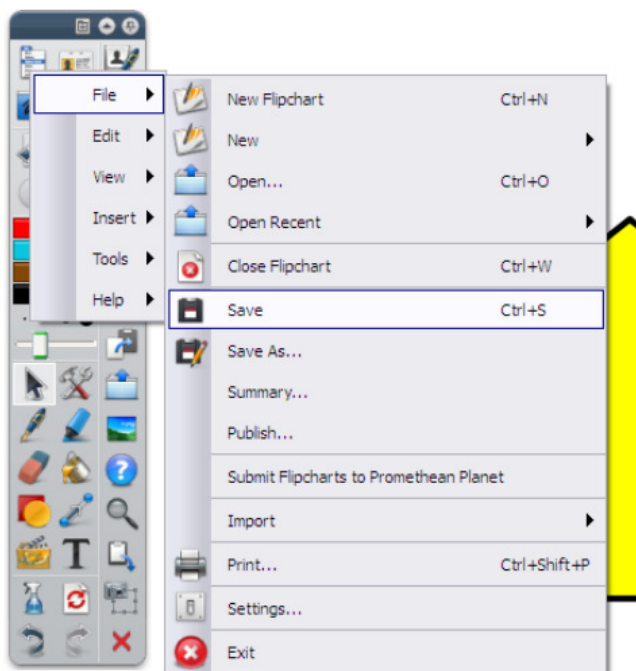 File
Edit
View
Insert
Tools
Help
New Flipchart Ctrl+N
New
Open... Ctrl+O
Open Recent
Close Flipchart Ctrl+W
Save Ctrl+S
Save As...
Summary...
Publish...
Submit Flipcharts to Promethean Planet
Import
Print... Ctrl+Shift+P
Settings...
Exit
T